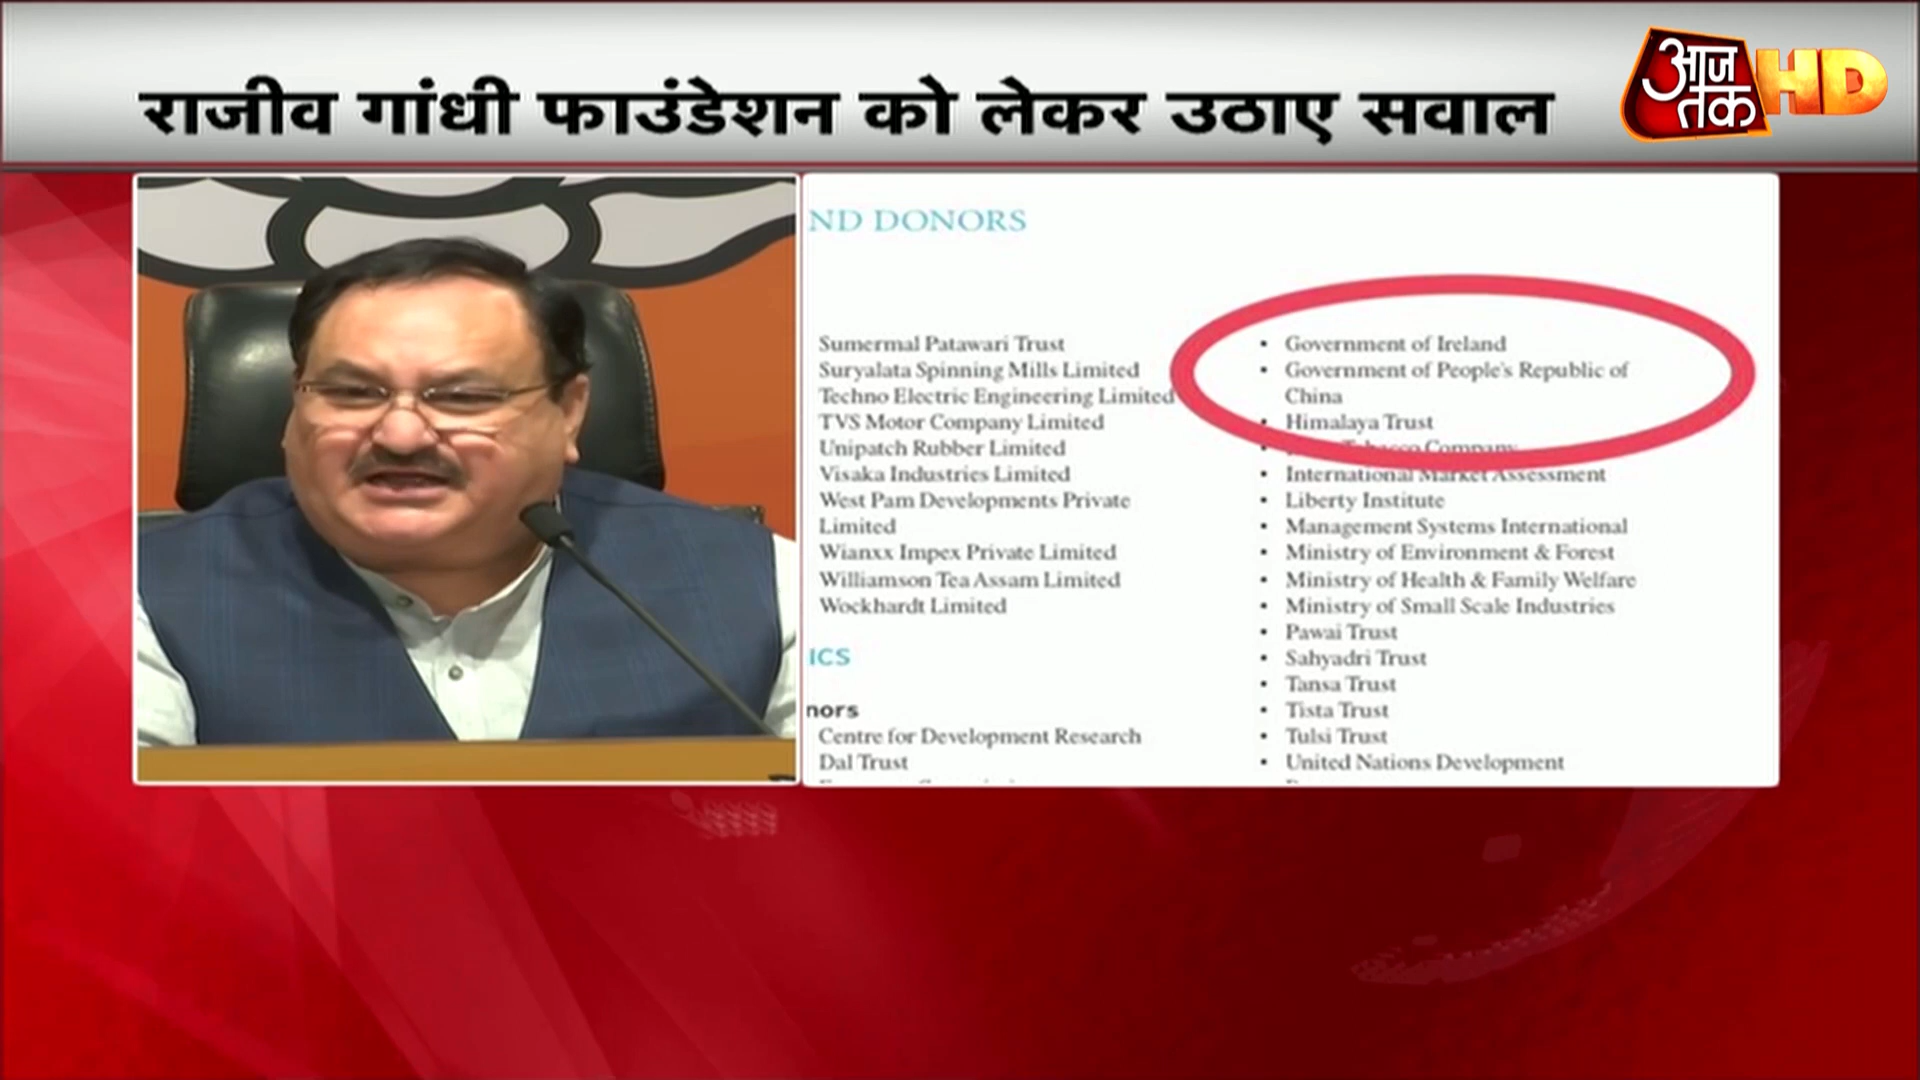 राजीव गांधी फाउंडेशन को लेकर उठाए सवाल
आज तक HD
ND DONORS
Sumermal Patawari Trust
Suryalata Spinning Mills Limited
Techno Electric Engineering Limited
TVS Motor Company Limited
Unipatch Rubber Limited
Visaka Industries Limited
West Pam Developments Private
Limited
Wianxx Impex Private Limited
Williamson Tea Assam Limited
Wockhardt Limited
ICS
nors
Centre for Development Research
Dal Trust
• Government of Ireland
• Government of People's Republic of
China
• Himalaya Trust
• Tobacco Company
• International Market Assessment
• Liberty Institute
• Management Systems International
• Ministry of Environment & Forest
• Ministry of Health & Family Welfare
• Ministry of Small Scale Industries
• Pawai Trust
• Sahyadri Trust
• Tansa Trust
• Tista Trust
• Tulsi Trust
• United Nations Development